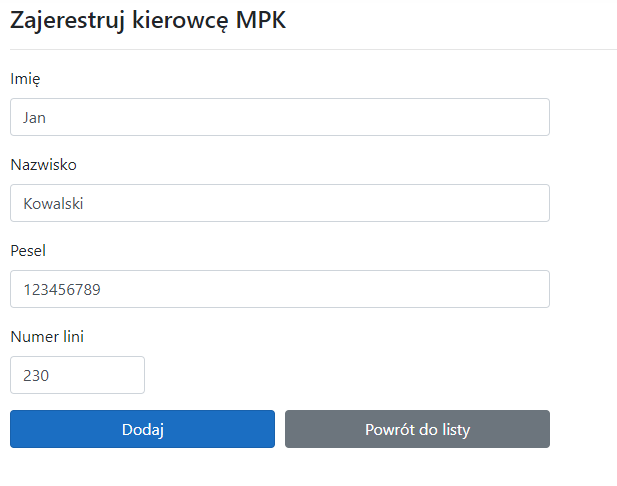 Zajerestruj kierowcę MPK
Imię
Jan
Nazwisko
Kowalski
Pesel
123456789
Numer lini
230
Dodaj Powrót do listy